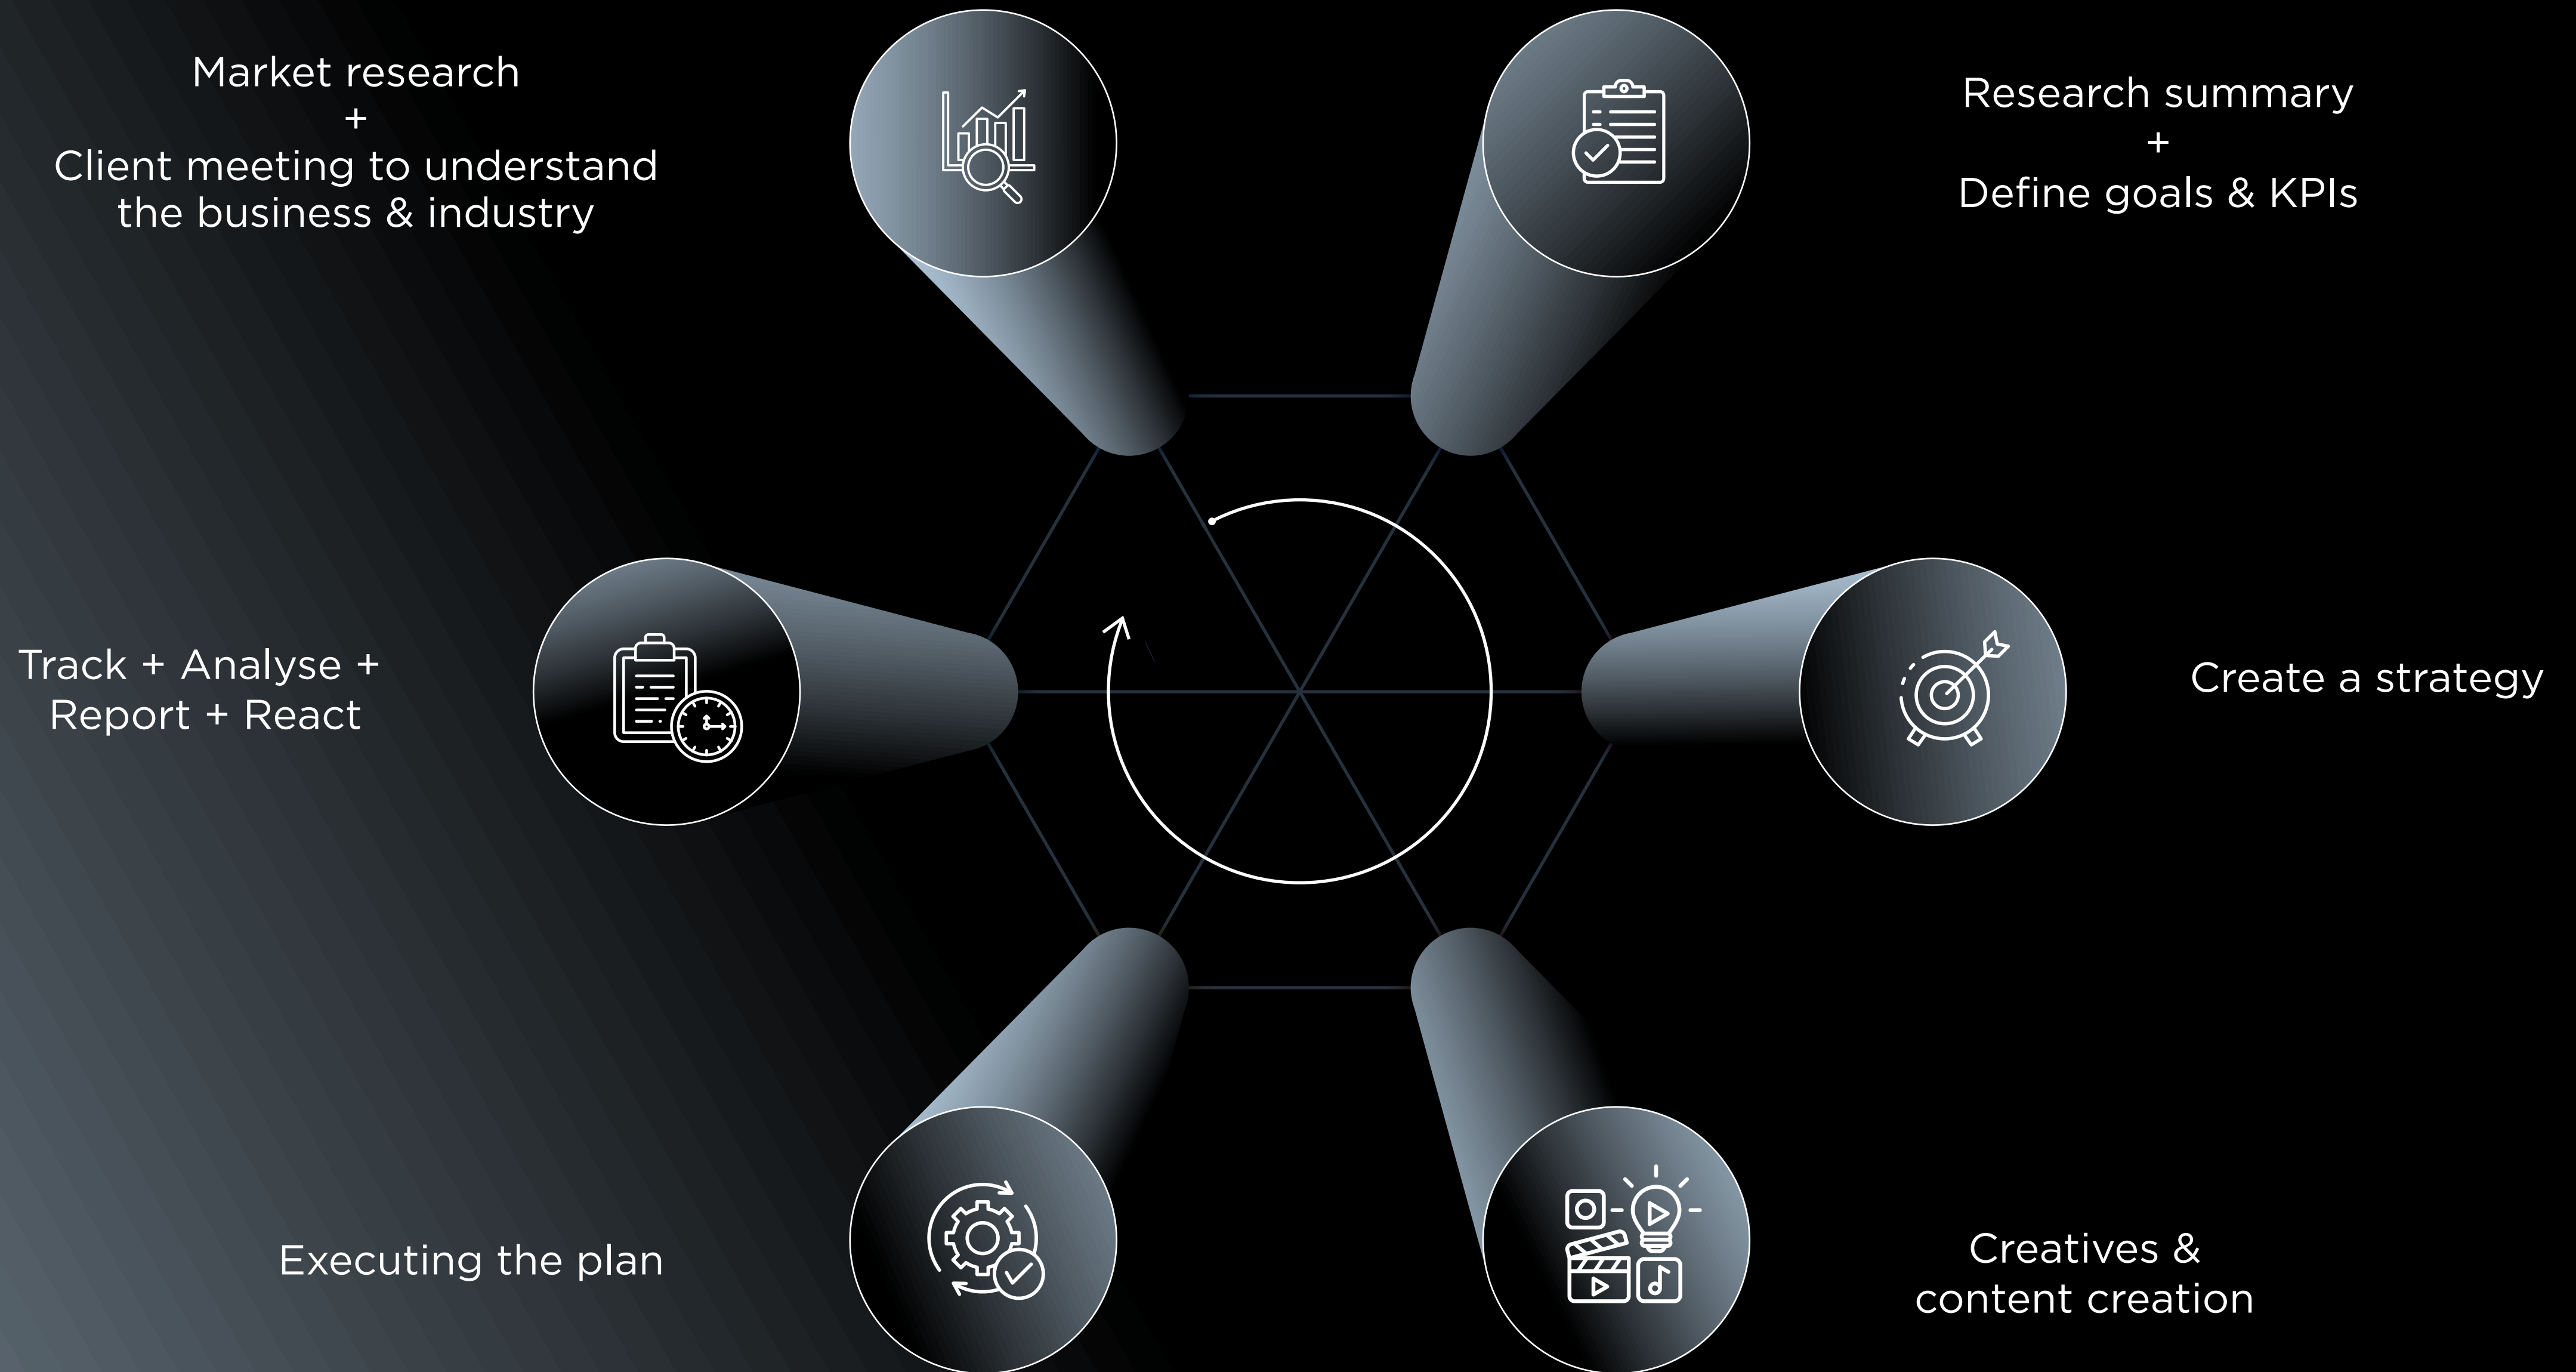 Market research
+
Client meeting to understand
the business & industry
Research summary
+
Define goals & KPIs
Create a strategy
Creatives &
content creation
Executing the plan
Track + Analyse +
Report + React